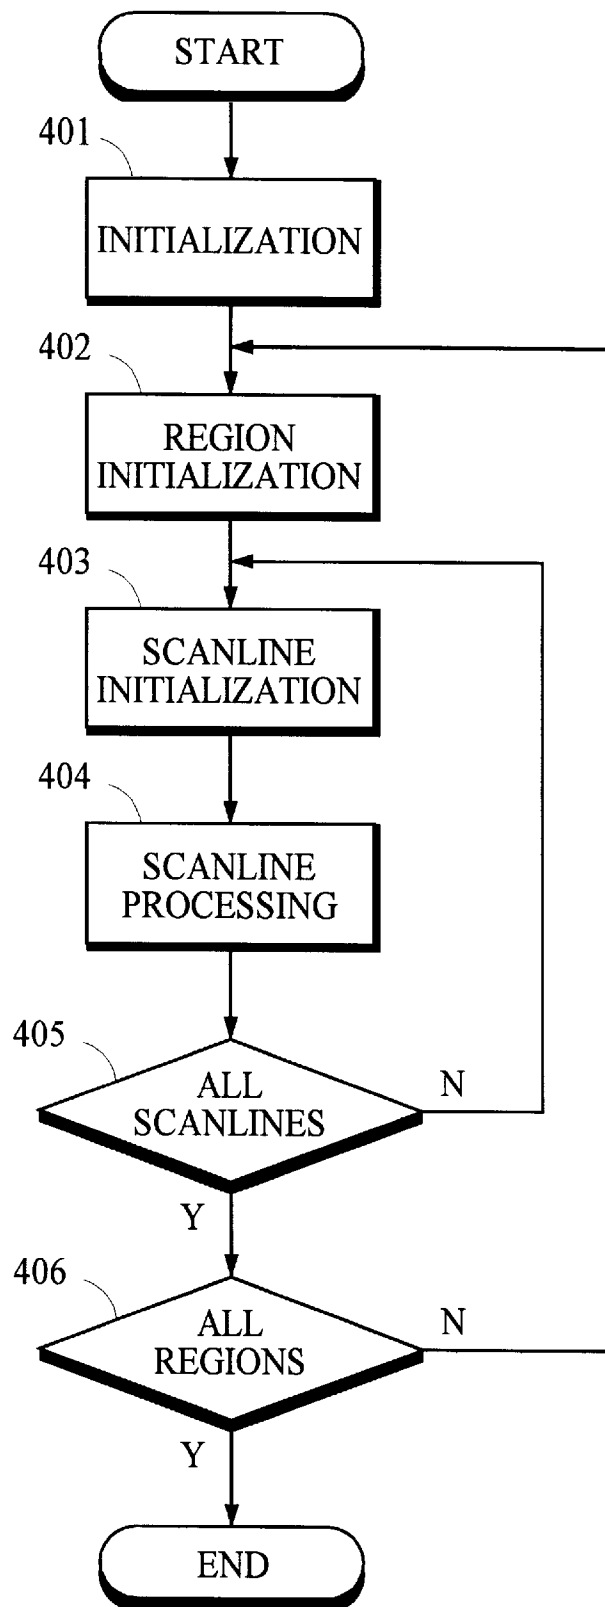 START
401
INITIALIZATION
402
REGION
INITIALIZATION
403
SCANLINE
INITIALIZATION
404
SCANLINE
PROCESSING
405
ALL
SCANLINES
N
Y
406
ALL
REGIONS
N
Y
END